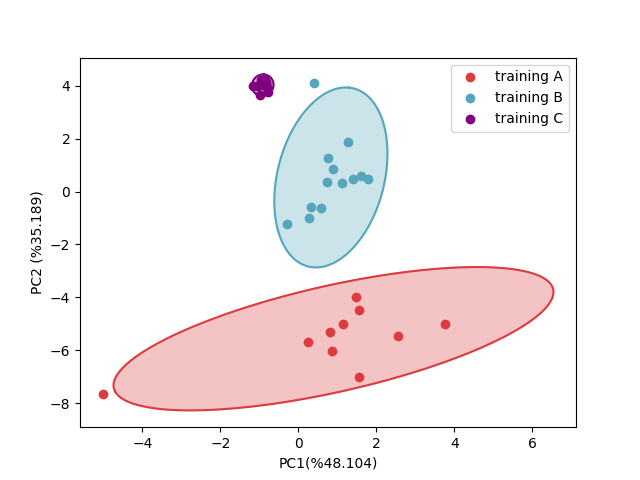 training A
training B
training C
4
2
0
−2
−4
−6
−8
PC2 (%35.189)
−4
−2
0
2
4
6
PC1(%48.104)